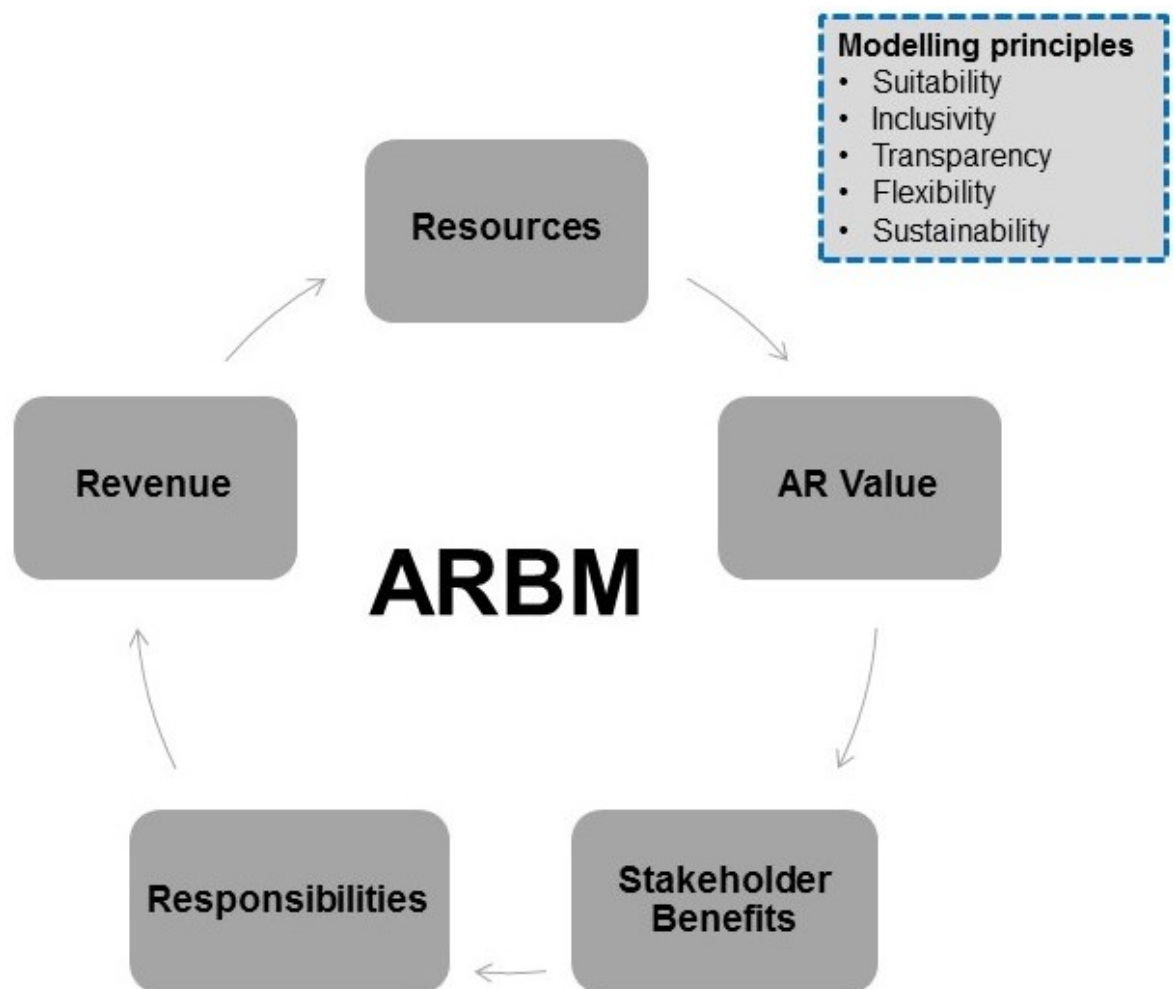 Modelling principles
• Suitability
• Inclusivity
• Transparency
• Flexibility
• Sustainability
Resources
Revenue
AR Value
ARBM
Responsibilities
Stakeholder
Benefits